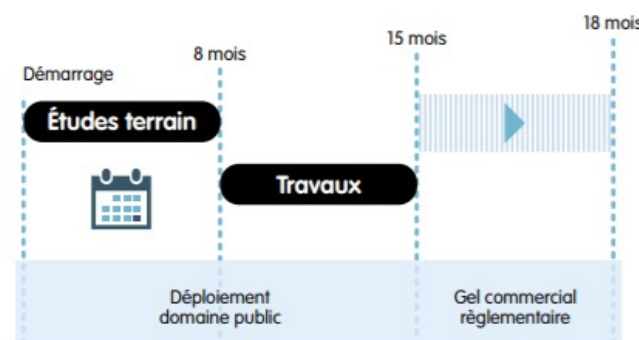 18 mois
15 mois
8 mois
Démarrage
Études terrain
Travaux
Déploiement
domaine public
Gel commercial
règlementaire